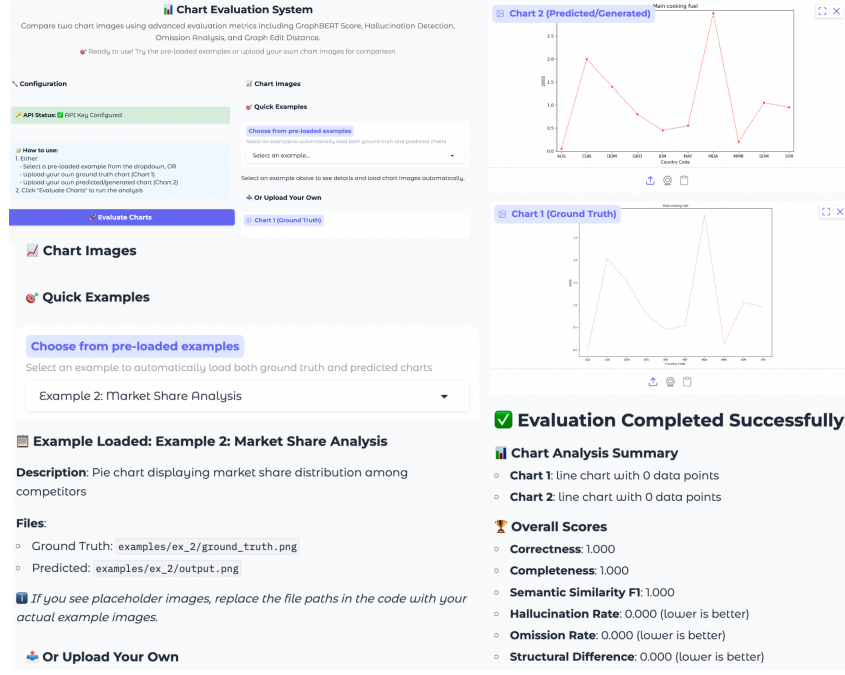 📊 Chart Evaluation System
Compare two chart images using advanced evaluation metrics including GraphBERT Score, Hallucination Detection,
Omission Analysis, and Graph Edit Distance.
🎯 Ready to use! Try the pre-loaded examples or upload your own chart images for comparison
🔧 Configuration
🔑 API Status: ✅ API Key Configured
📝 How to use:
1. Either:
- Select a pre-loaded example from the dropdown, OR
- Upload your own ground truth chart (Chart 1)
- Upload your own predicted/generated chart (Chart 2)
2. Click "Evaluate Charts" to run the analysis
🚀 Evaluate Charts
📈 Chart Images
🎯 Quick Examples
Choose from pre-loaded examples
Select an example to automatically load both ground truth and predicted charts
Select an example...
Select an example above to see details and load chart images automatically.
📤 Or Upload Your Own
Chart 1 (Ground Truth)
📈 Chart Images
🎯 Quick Examples
Choose from pre-loaded examples
Select an example to automatically load both ground truth and predicted charts
Example 2: Market Share Analysis
📋 Example Loaded: Example 2: Market Share Analysis
Description: Pie chart displaying market share distribution among
competitors
Files:
Ground Truth: examples/ex_2/ground_truth.png
Predicted: examples/ex_2/output.png
ℹ️ If you see placeholder images, replace the file paths in the code with your
actual example images.
📤 Or Upload Your Own
Chart 2 (Predicted/Generated)
Main cooking fuel
2.5
2.0
1.5
1.0
0.5
0.0
2005
AUS CUB DOM GRD IDN MAF MDA MMR SOM SYR
Country Code
Chart 1 (Ground Truth)
Main cooking fuel
2005
Country Code
✅ Evaluation Completed Successfully
📊 Chart Analysis Summary
Chart 1: line chart with 0 data points
Chart 2: line chart with 0 data points
🏆 Overall Scores
Correctness: 1.000
Completeness: 1.000
Semantic Similarity F1: 1.000
Hallucination Rate: 0.000 (lower is better)
Omission Rate: 0.000 (lower is better)
Structural Difference: 0.000 (lower is better)